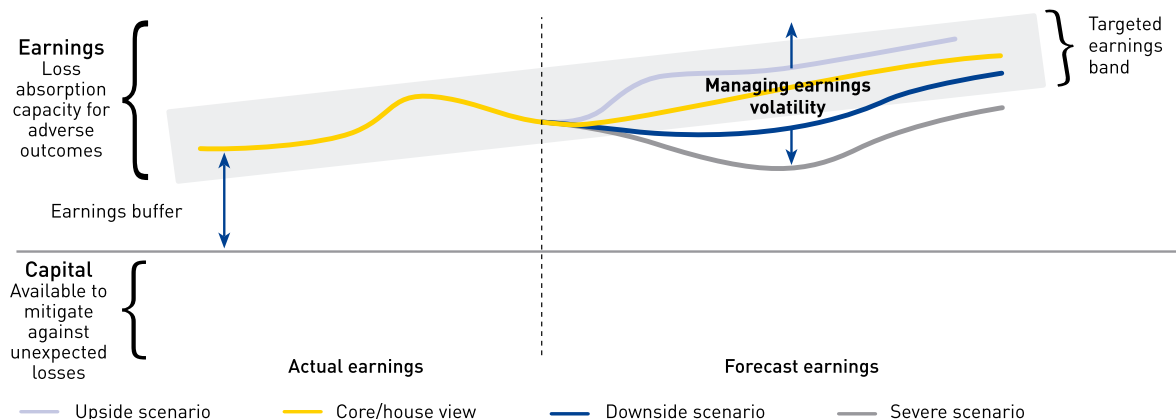 Earnings
Loss
absorption
capacity for
adverse
outcomes
Targeted
earnings
band
Managing earnings
volatility
Earnings buffer
Capital
Available to
mitigate
against
unexpected
losses
Actual earnings
Forecast earnings
Upside scenario
Core/house view
Downside scenario
Severe scenario